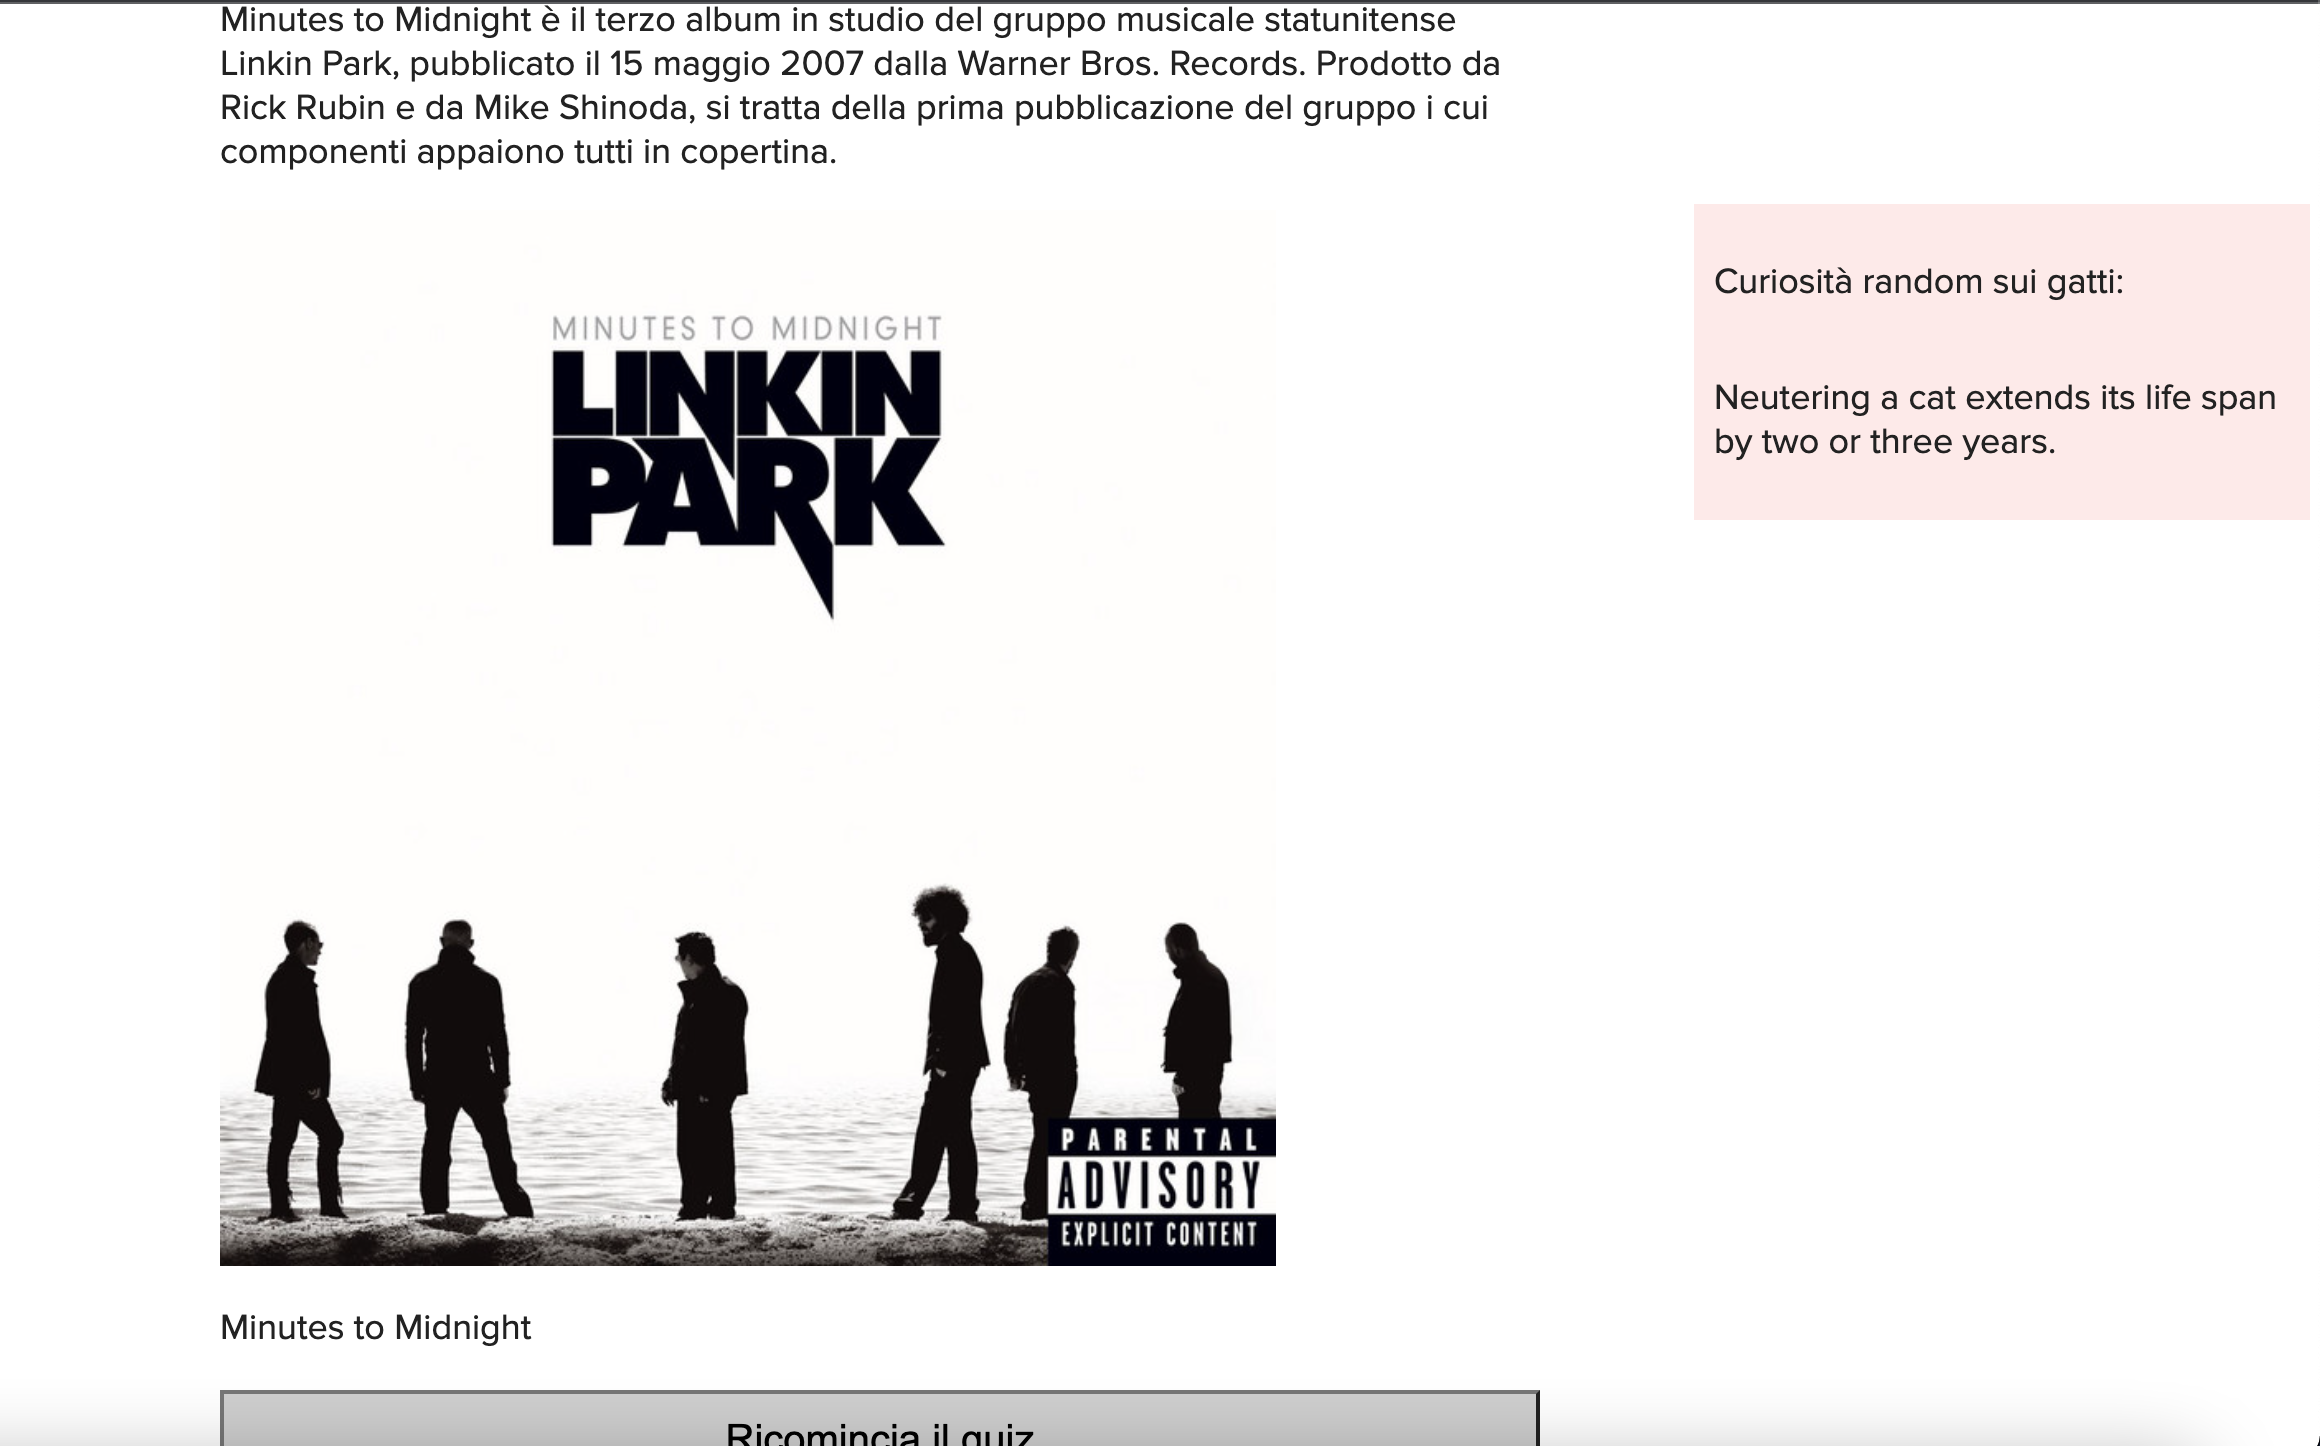 Minutes to Midnight è il terzo album in studio del gruppo musicale statunitense
Linkin Park, pubblicato il 15 maggio 2007 dalla Warner Bros. Records. Prodotto da
Rick Rubin e da Mike Shinoda, si tratta della prima pubblicazione del gruppo i cui
componenti appaiono tutti in copertina.
MINUTES TO MIDNIGHT
LINKIN
PARK
PARENTAL
ADVISORY
EXPLICIT CONTENT
Minutes to Midnight
Ricomincia il quiz
Curiosità random sui gatti:
Neutering a cat extends its life span
by two or three years.